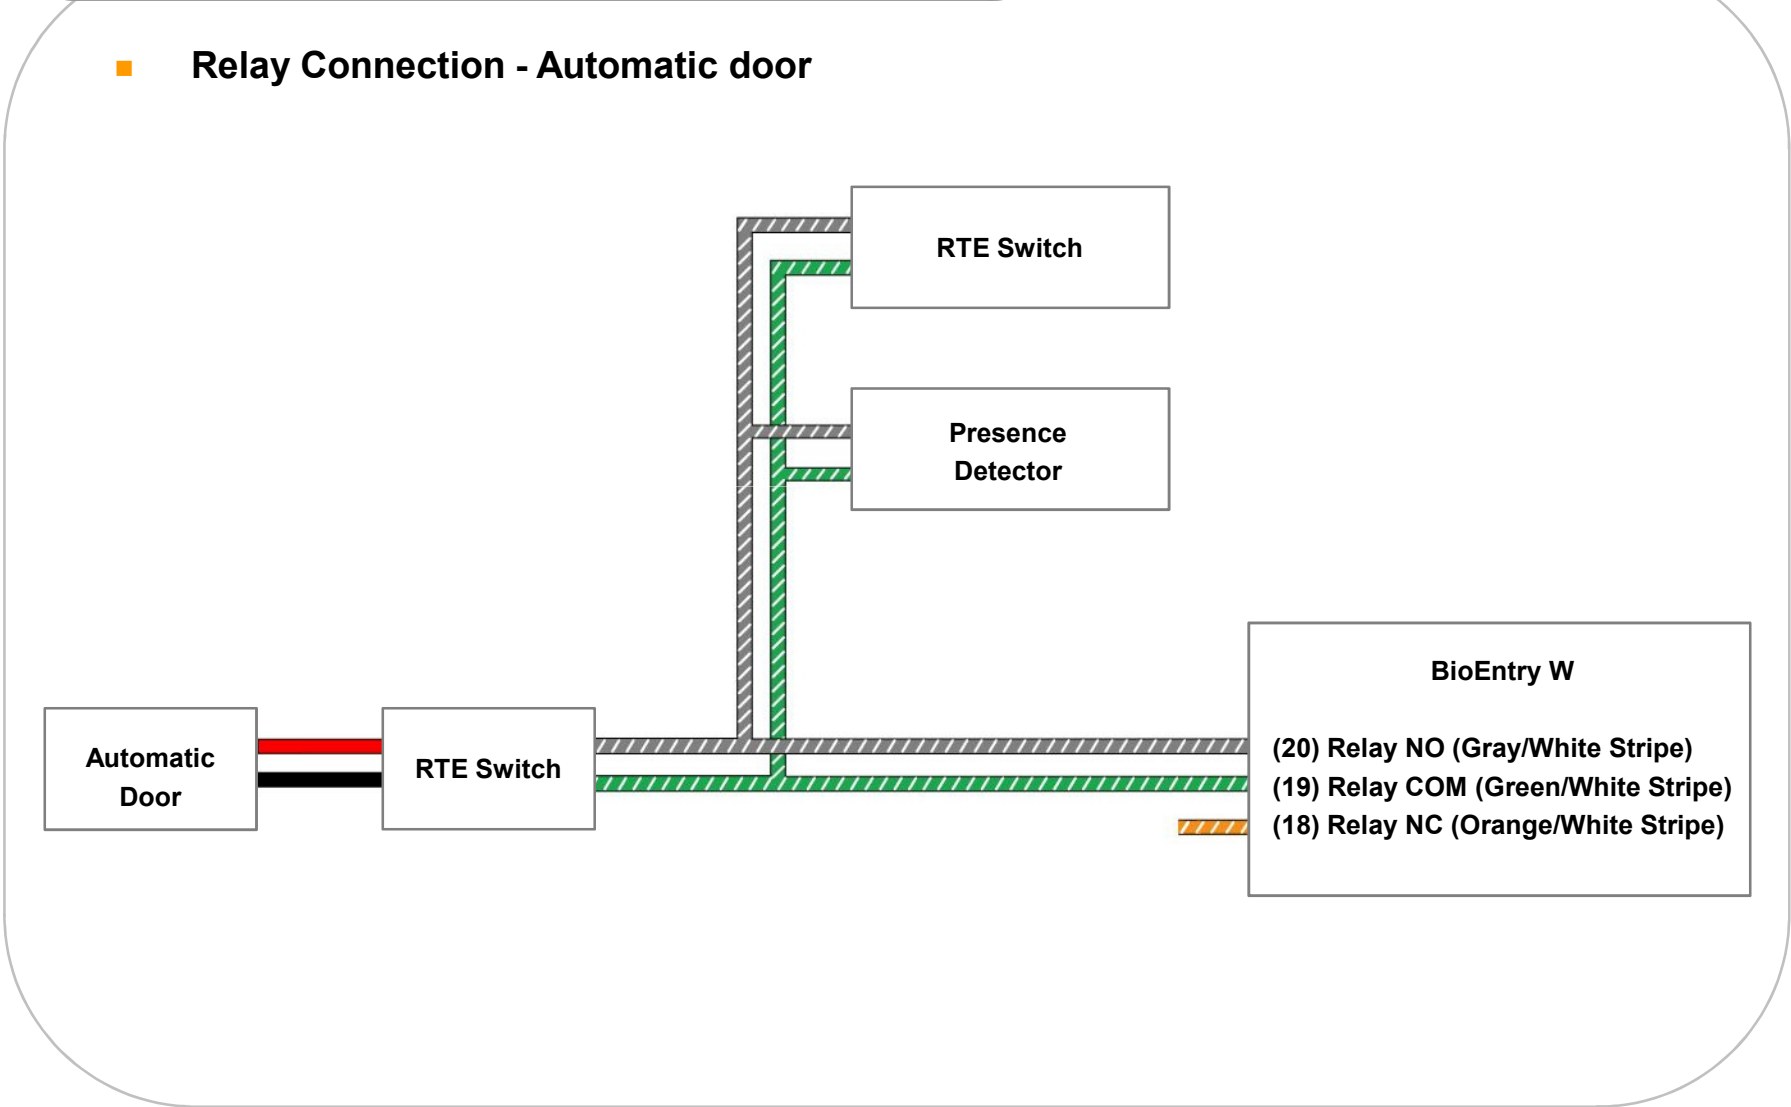 Relay Connection - Automatic door
RTE Switch
Presence
Detector
BioEntry W
Automatic
Door
RTE Switch
(20) Relay NO (Gray/White Stripe)
(19) Relay COM (Green/White Stripe)
(18) Relay NC (Orange/White Stripe)